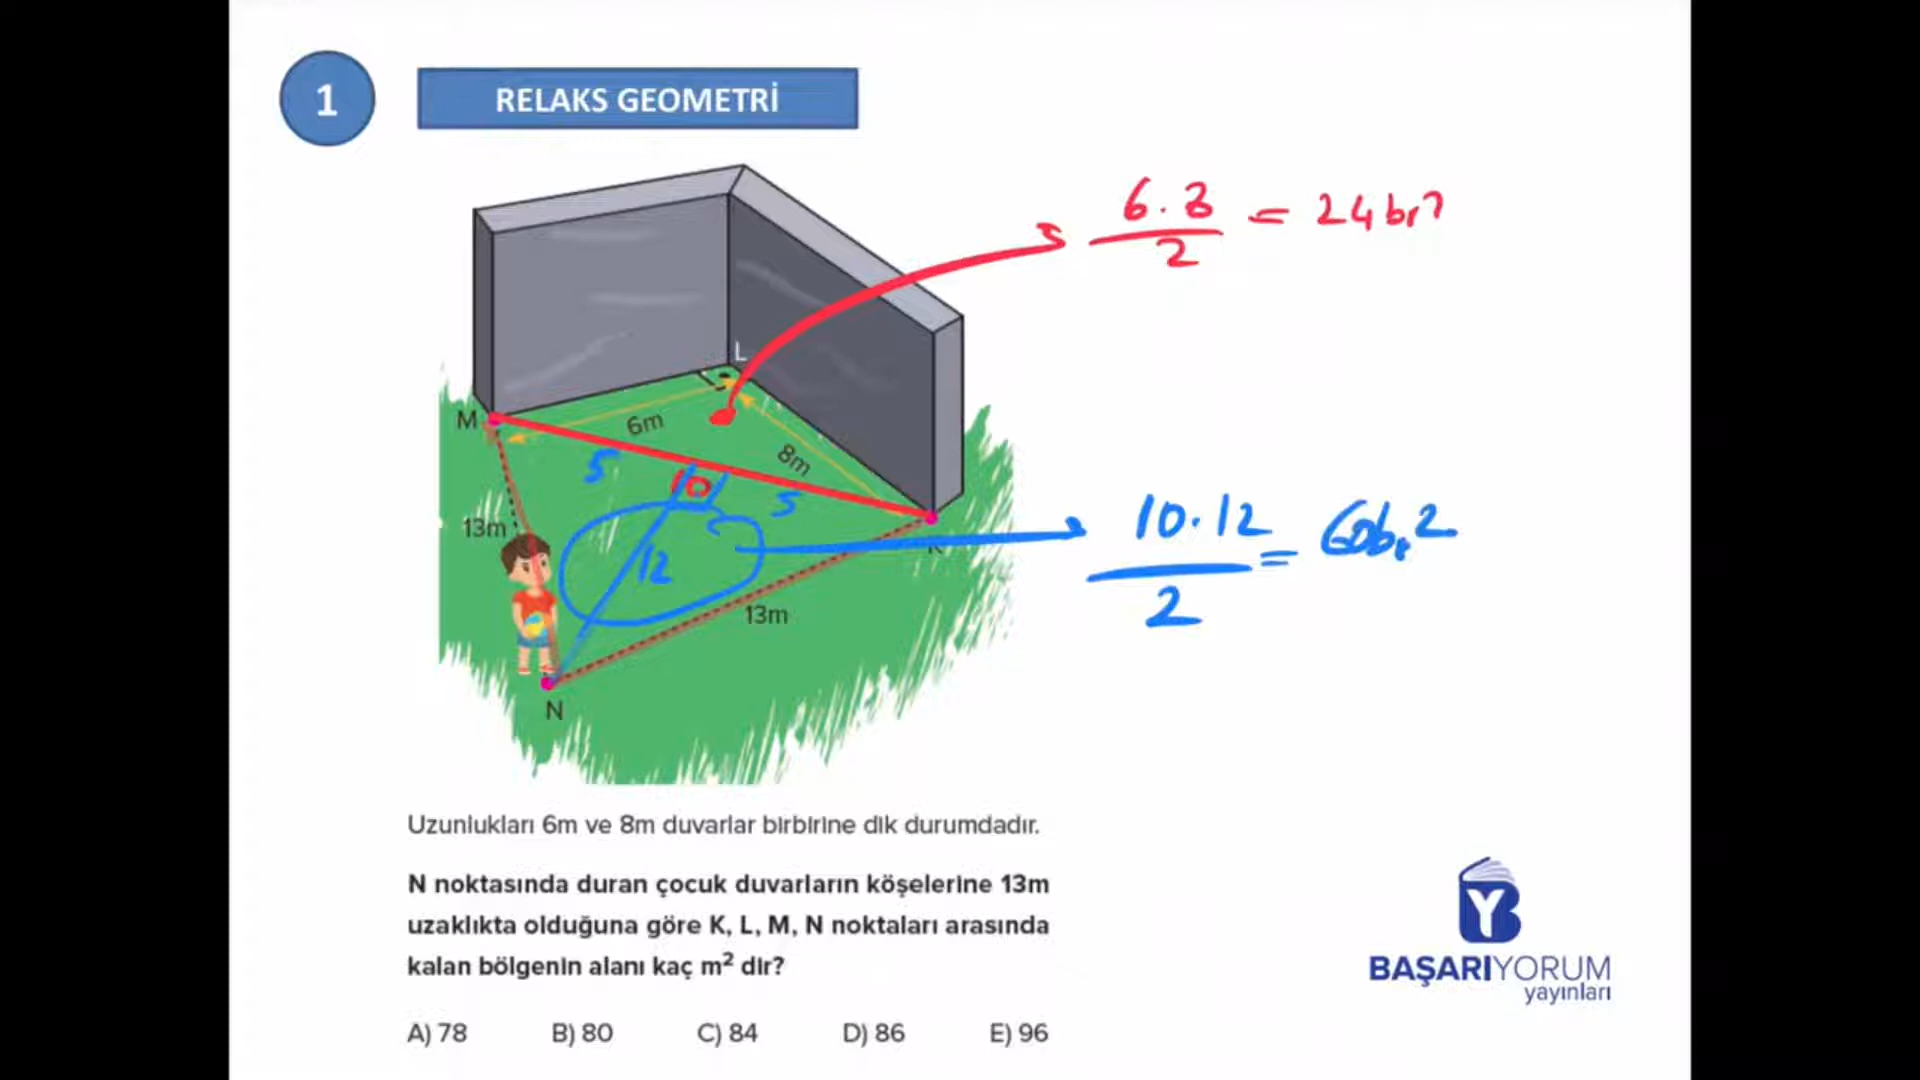 1
RELAKS GEOMETRİ
6.8
2
= 24 br²
L
M
6m
8m
5
10
5
13m
K
12
13m
N
10.12
2
= 60br2
Uzunlukları 6m ve 8m duvarlar birbirine dik durumdadır.
N noktasında duran çocuk duvarların köşelerine 13m
uzaklıkta olduğuna göre K, L, M, N noktaları arasında
kalan bölgenin alanı kaç m² dir?
A) 78 B) 80 C) 84 D) 86 E) 96
BAŞARIYORUM
yayınları